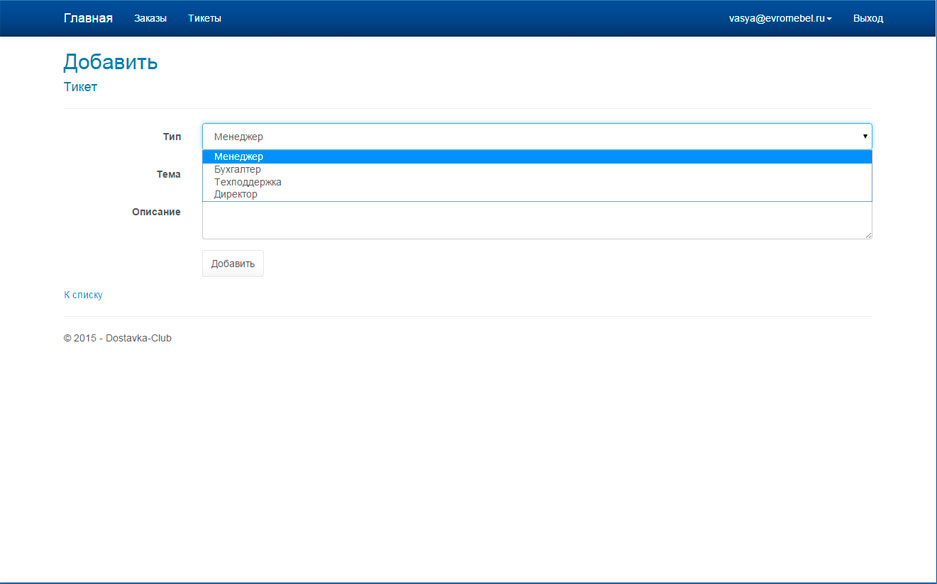 Главная Заказы Тикеты vasya@evromebel.ru Выход
Добавить
Тикет
Тип Менеджер
Менеджер
Бухгалтер
Тема
Техподдержка
Директор
Описание
Добавить
К списку
© 2015 - Dostavka-Club